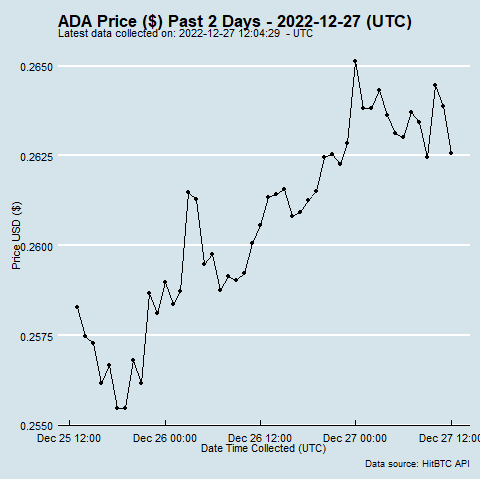 ADA Price ($) Past 2 Days - 2022-12-27 (UTC)
Latest data collected on: 2022-12-27 12:04:29 - UTC
0.2650
0.2625
0.2600
0.2575
0.2550
Price USD ($)
Dec 25 12:00 Dec 26 00:00 Dec 26 12:00 Dec 27 00:00 Dec 27 12:00
Date Time Collected (UTC)
Data source: HitBTC API